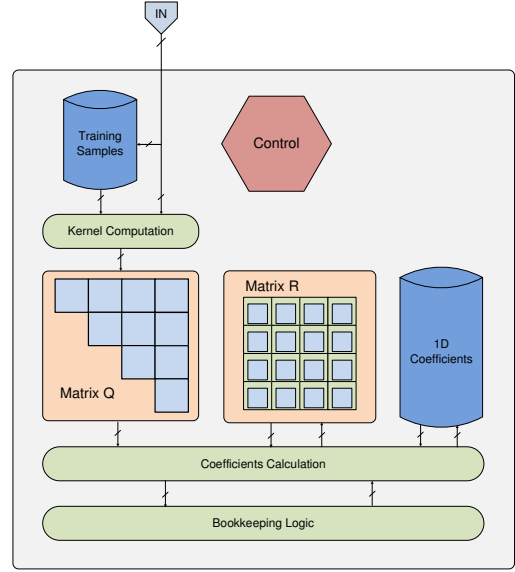 IN
Training
Samples
Control
Kernel Computation
Matrix Q
Matrix R
1D
Coefficients
Coefficients Calculation
Bookkeeping Logic